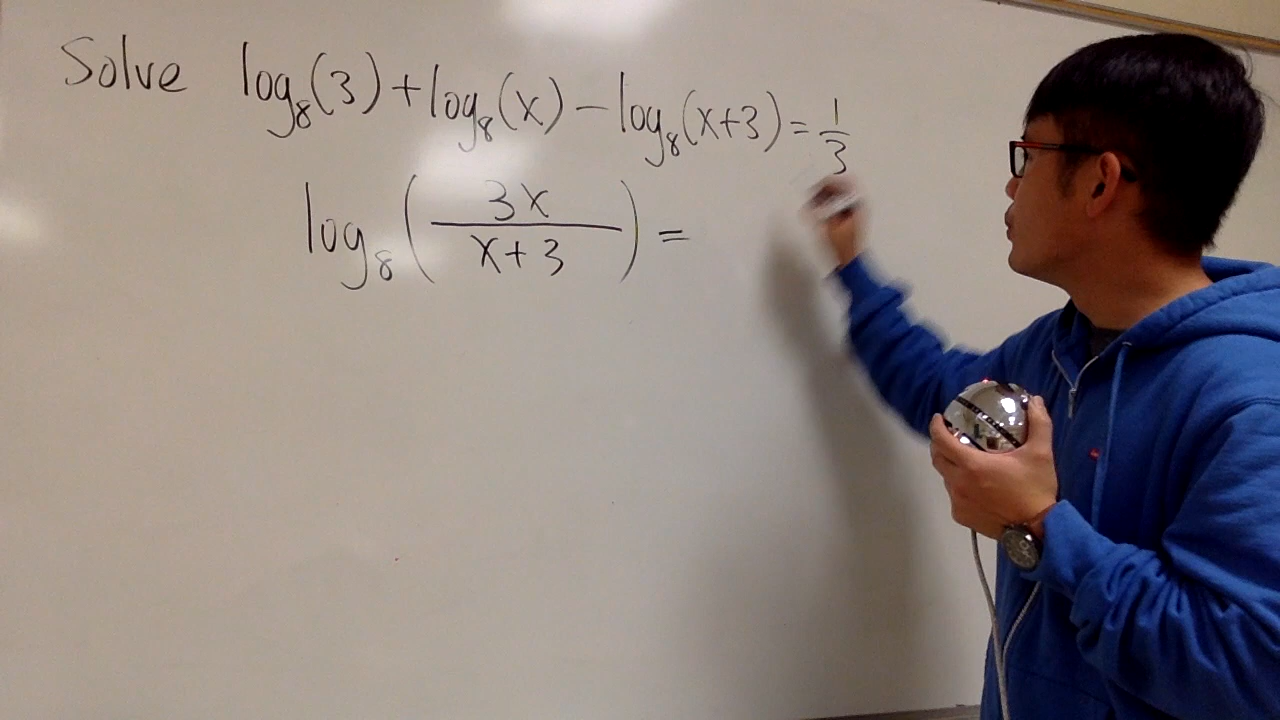 Solve log₈(3)+log₈(x)−log₈(x+3)=1/3
log₈(3x/(x+3))=